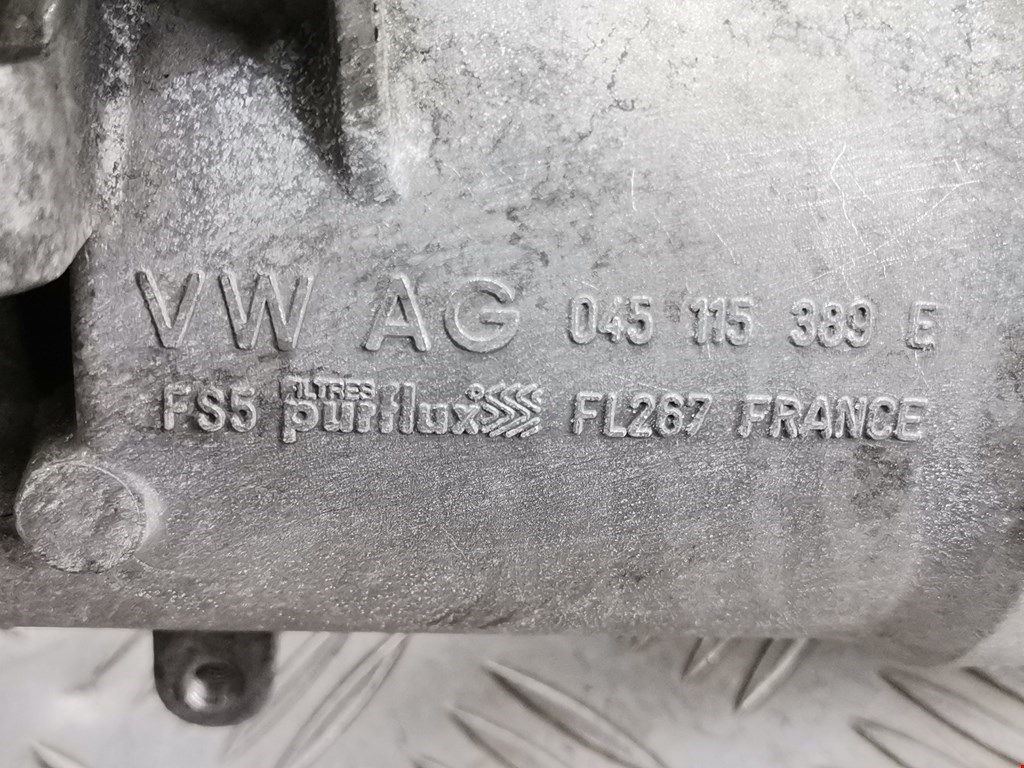 VW AG 045 115 389 E
FS5 FILTRES purflux FL267 FRANCE